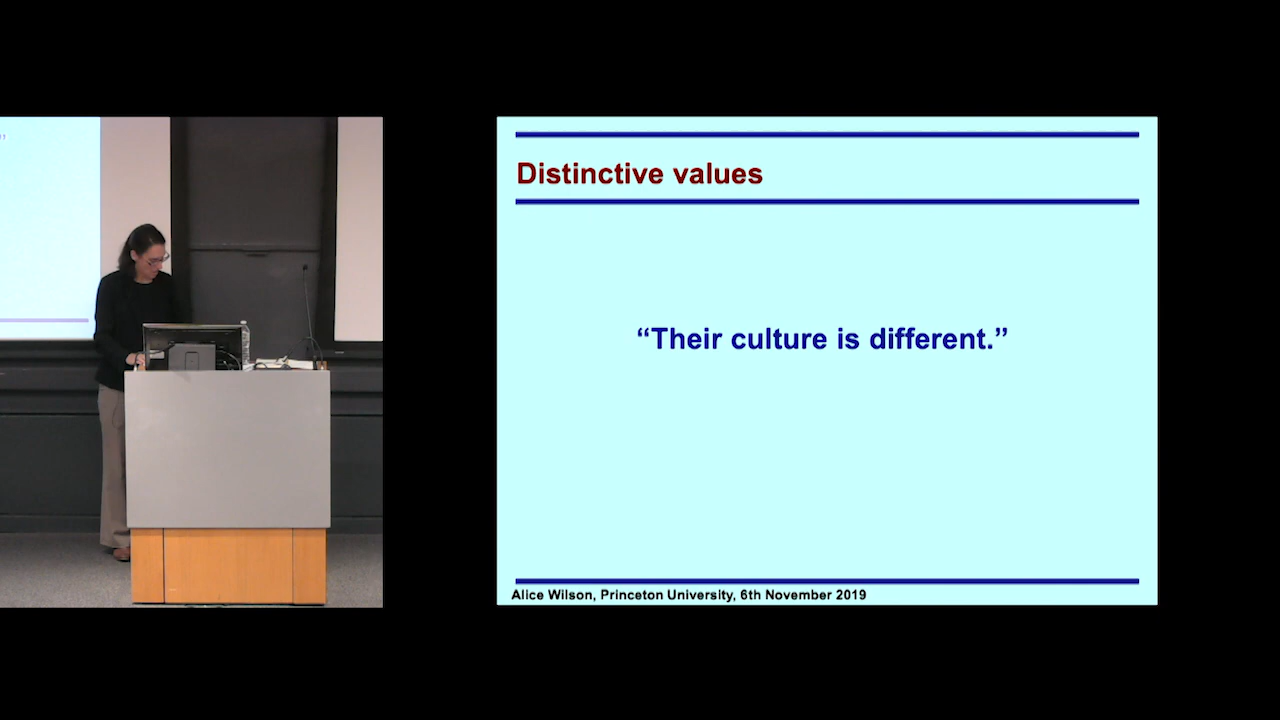 Distinctive values
“Their culture is different.”
Alice Wilson, Princeton University, 6th November 2019